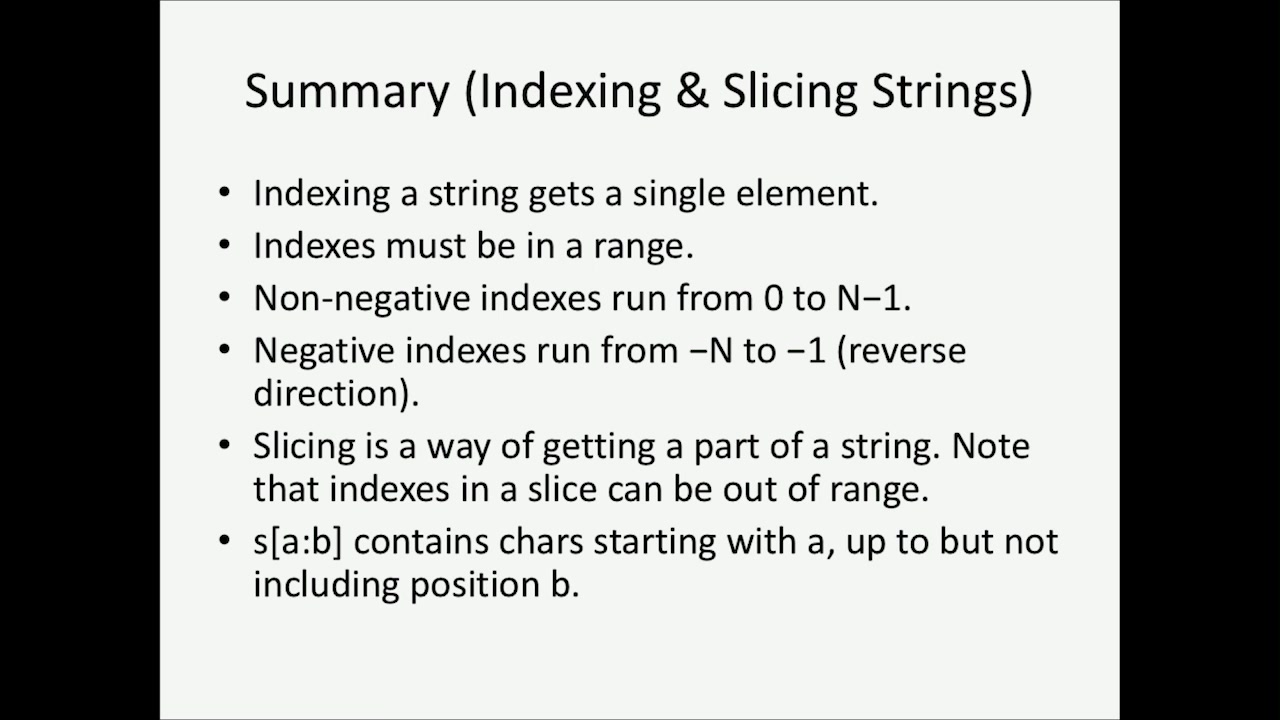 Summary (Indexing & Slicing Strings)
• Indexing a string gets a single element.
• Indexes must be in a range.
• Non-negative indexes run from 0 to N−1.
• Negative indexes run from −N to −1 (reverse
direction).
• Slicing is a way of getting a part of a string. Note
that indexes in a slice can be out of range.
• s[a:b] contains chars starting with a, up to but not
including position b.